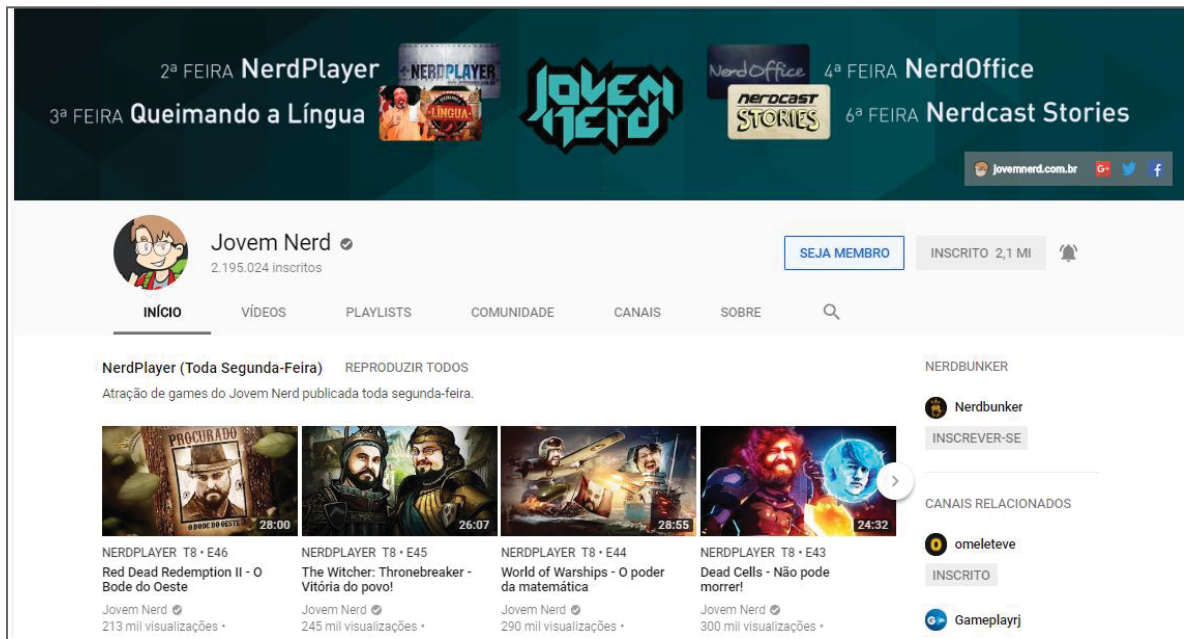 2ª FEIRA NerdPlayer
NERDPLAYER
3ª FEIRA Queimando a Língua
LÍNGUA
JOVEM
NERD
NerdOffice
4ª FEIRA NerdOffice
NERDCAST
STORIES
6ª FEIRA Nerdcast Stories
jovemnerd.com.br G+
Jovem Nerd
2.195.024 inscritos
SEJA MEMBRO
INSCRITO 2,1 MI
INÍCIO VÍDEOS PLAYLISTS COMUNIDADE CANAIS SOBRE
NerdPlayer (Toda Segunda-Feira) REPRODUZIR TODOS
Atração de games do Jovem Nerd publicada toda segunda-feira.
PROCURADO
O BODE DO OESTE
28:00
NERDPLAYER T8 • E46
Red Dead Redemption II - O
Bode do Oeste
Jovem Nerd
213 mil visualizações •
26:07
NERDPLAYER T8 • E45
The Witcher: Thronebreaker -
Vitória do povo!
Jovem Nerd
245 mil visualizações •
28:55
NERDPLAYER T8 • E44
World of Warships - O poder
da matemática
Jovem Nerd
290 mil visualizações •
24:32
NERDPLAYER T8 • E43
Dead Cells - Não pode
morrer!
Jovem Nerd
300 mil visualizações •
NERDBUNKER
Nerdbunker
INSCREVER-SE
CANAIS RELACIONADOS
omeleteve
INSCRITO
Gameplayrj